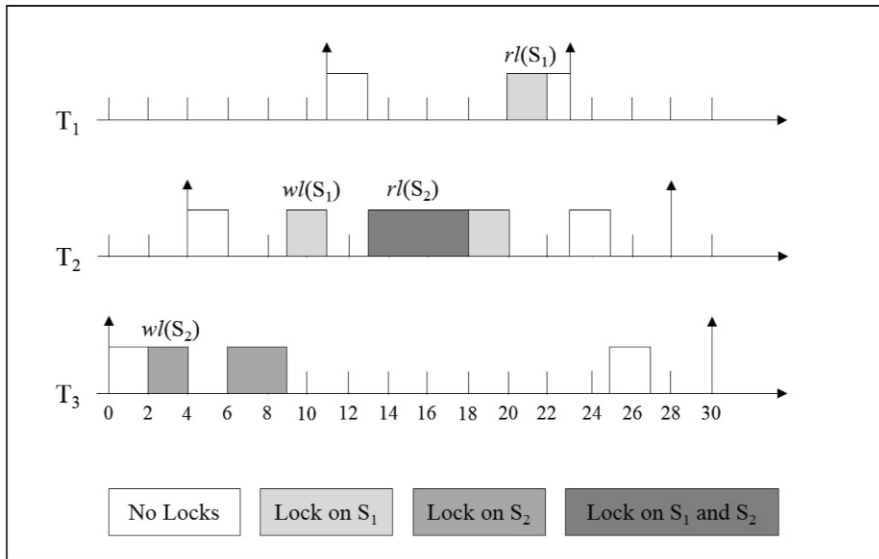 rl(S₁)
T₁
wl(S₁) rl(S₂)
T₂
wl(S₂)
T₃
0 2 4 6 8 10 12 14 16 18 20 22 24 26 28 30
No Locks Lock on S₁ Lock on S₂ Lock on S₁ and S₂